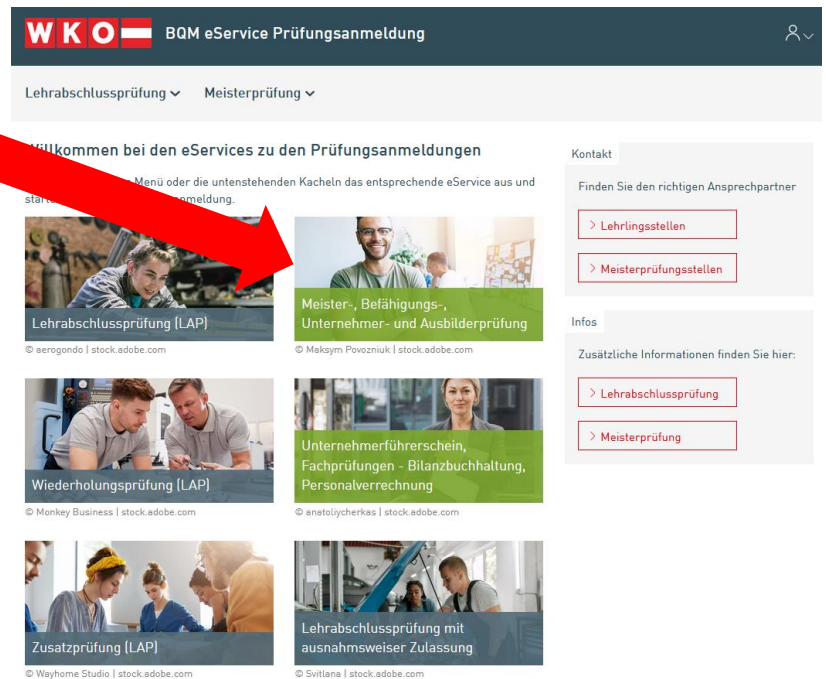 WKO BQM eService Prüfungsanmeldung
Lehrabschlussprüfung Meisterprüfung
Willkommen bei den eServices zu den Prüfungsanmeldungen
Menü oder die untenstehenden Kacheln das entsprechende eService aus und
Lehrabschlussprüfung (LAP)
© aerogondo | stock.adobe.com
Meister-, Befähigungs-,
Unternehmer- und Ausbilderprüfung
© Maksym Povozniuk | stock.adobe.com
Wiederholungsprüfung (LAP)
© Monkey Business | stock.adobe.com
Unternehmerführerschein,
Fachprüfungen - Bilanzbuchhaltung,
Personalverrechnung
© anatoliycherkas | stock.adobe.com
Zusatzprüfung (LAP)
© Wayhome Studio | stock.adobe.com
Lehrabschlussprüfung mit
ausnahmsweiser Zulassung
© Svitlana | stock.adobe.com
Kontakt
Finden Sie den richtigen Ansprechpartner
> Lehrlingsstellen
> Meisterprüfungsstellen
Infos
Zusätzliche Informationen finden Sie hier:
> Lehrabschlussprüfung
> Meisterprüfung